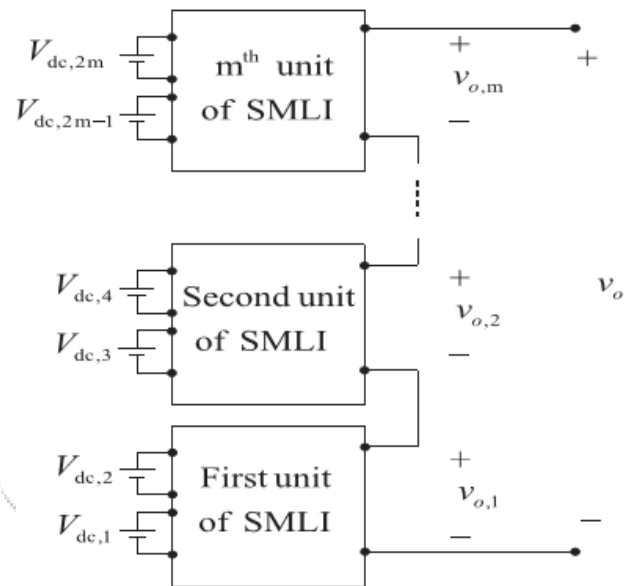 V_dc,2m
V_dc,2m−1
m^th unit
of SMLI
+
v_o,m
−
+
V_dc,4
V_dc,3
Second unit
of SMLI
+
v_o,2
−
v_o
V_dc,2
V_dc,1
First unit
of SMLI
+
v_o,1
−
−